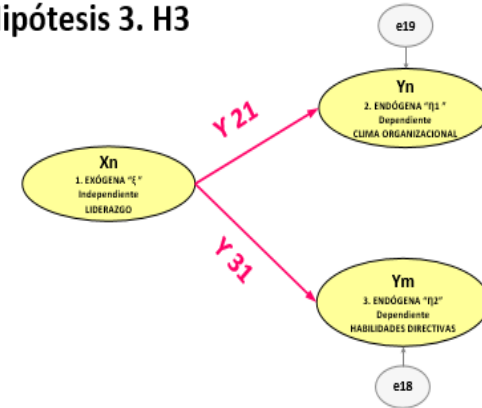 Hipótesis 3. H3
e19
Yn
2. ENDÓGENA “η1 ”
Dependiente
CLIMA ORGANIZACIONAL
Υ 21
Xn
1. EXÓGENA “ξ ”
Independiente
LIDERAZGO
Υ 31
Ym
3. ENDÓGENA “η2”
Dependiente
HABILIDADES DIRECTIVAS
e18